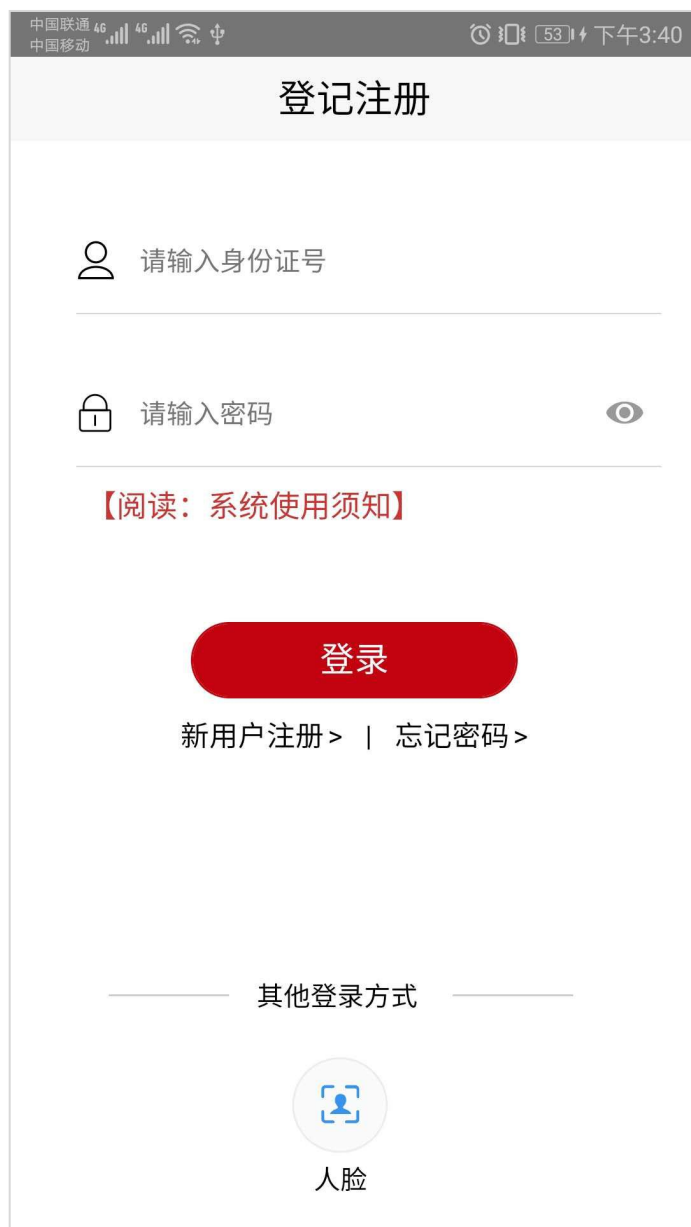 中国联通 4G 4G 53 下午3:40
中国移动
登记注册
请输入身份证号
请输入密码
【阅读：系统使用须知】
登录
新用户注册> | 忘记密码>
其他登录方式
人脸